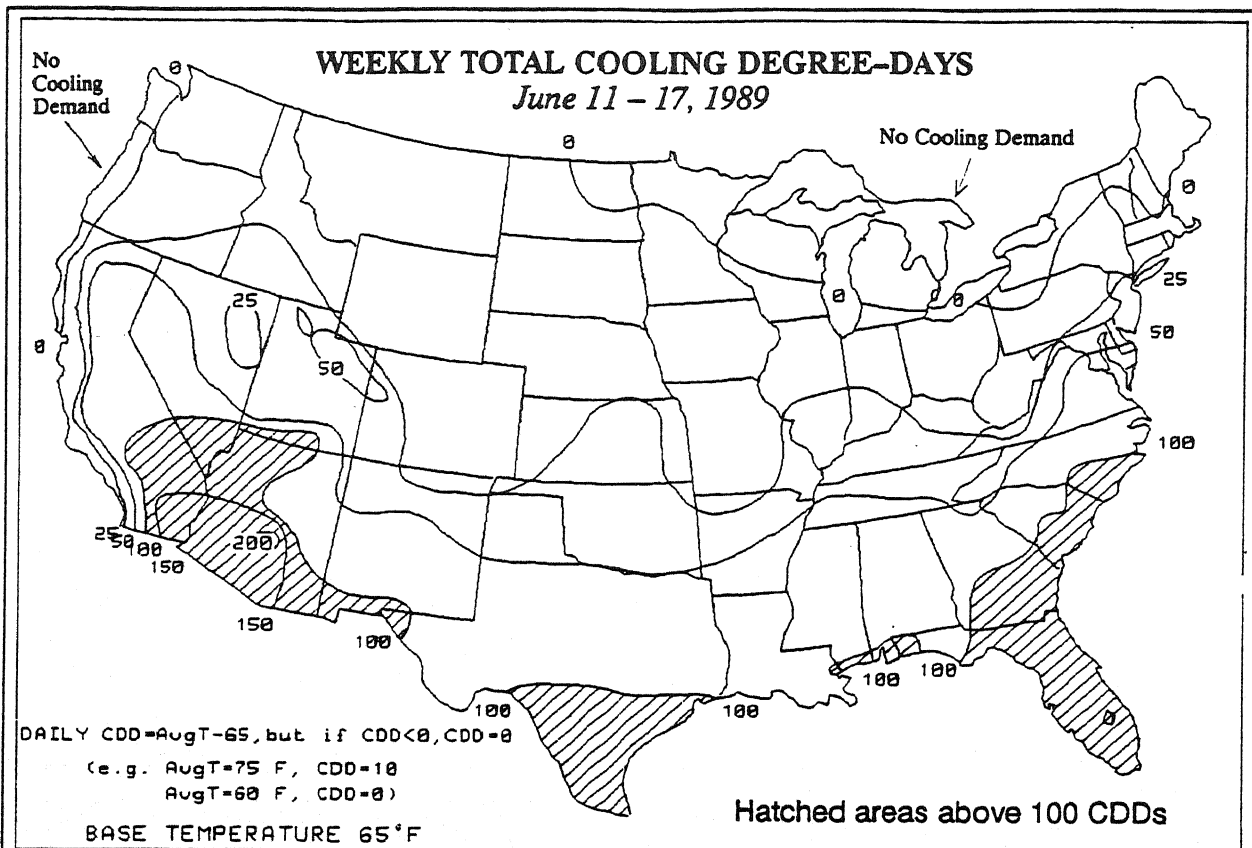 WEEKLY TOTAL COOLING DEGREE-DAYS
June 11 – 17, 1989
No
Cooling
Demand
0
0
No Cooling Demand
0
25
50
100
0
25
50
0
0
0
0
25
50
100
150
200
150
100
100
100
100
100
0
DAILY CDD=AvgT-65,but if CDD<0,CDD=0
(e.g. AvgT=75 F, CDD=10
AvgT=60 F, CDD=0)
BASE TEMPERATURE 65°F
Hatched areas above 100 CDDs